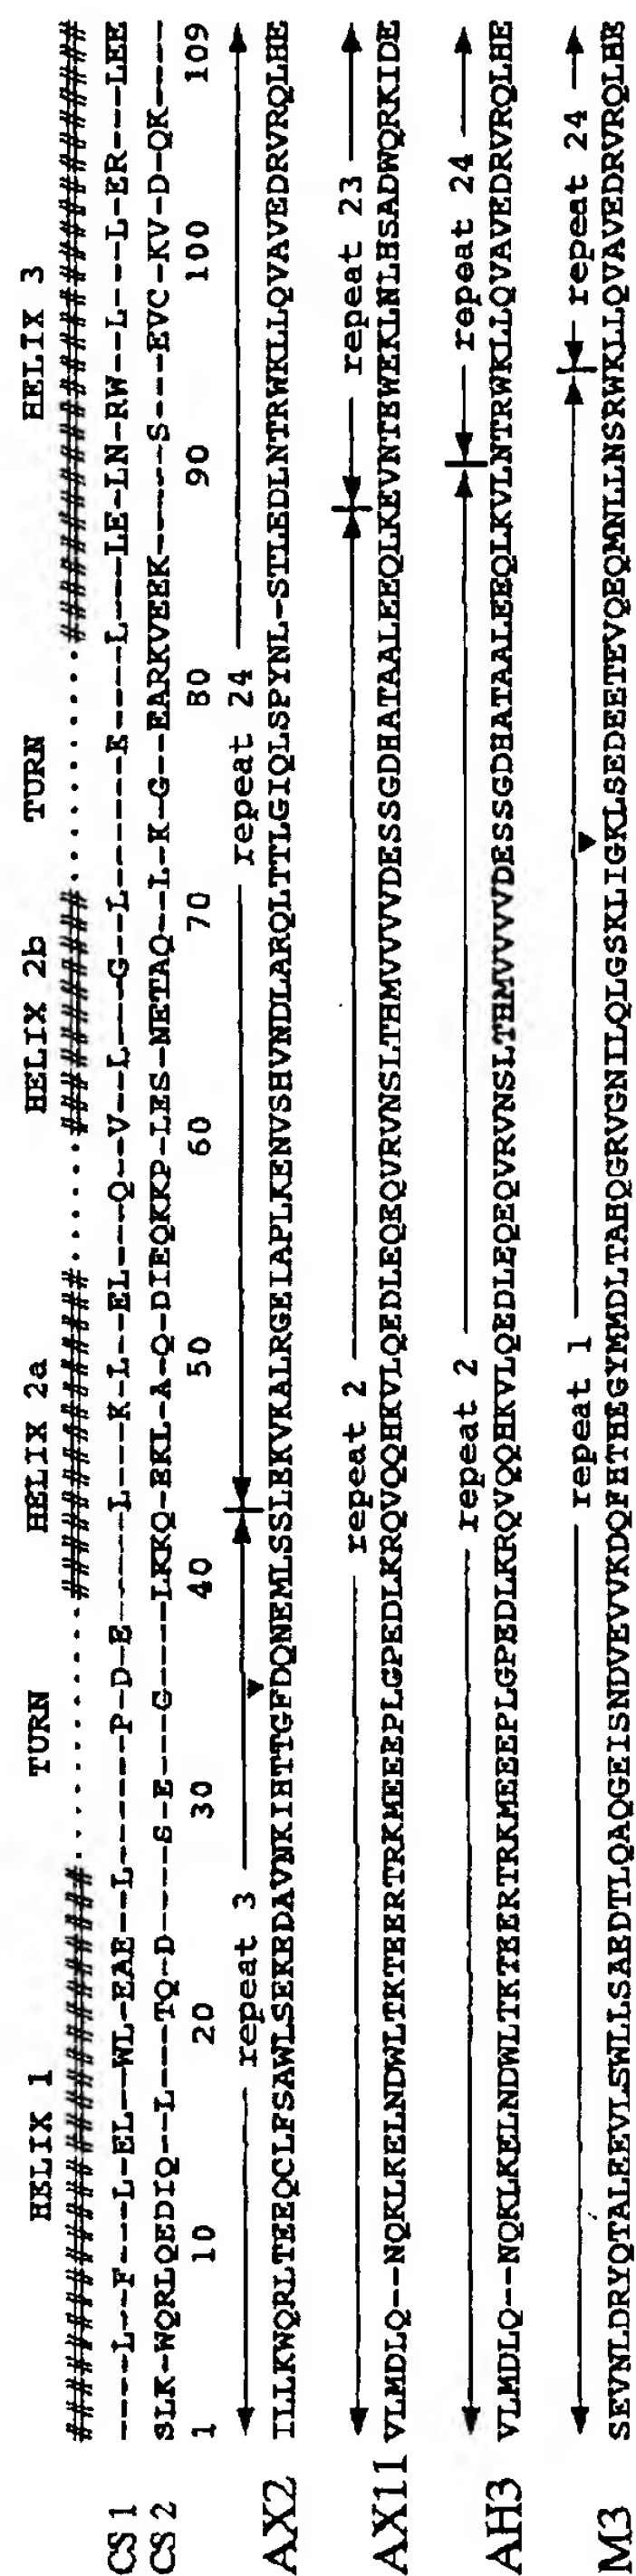 HELIX 1 TURN HELIX 2a HELIX 2b TURN HELIX 3
###########################...........###############......###########...........############################
CS1 ----L--F---L-EL--WL-EAE--L------P-D-E------L---K-L--EL---Q--V--L---G--L------K----L---LE-LN-RW--L---L-ER---LEE
CS2 SLK-WQRLQEDIQ--L---TQ-D----S-E---G----LKKQ-EKL-A-Q-DIEQKKP-LES-NETAQ--L-K-G--EARKVEEK-----S---EVC-KV-D-QK----
1 10 20 30 40 50 60 70 80 90 100 109
repeat 3 repeat 24
AX2 ILLKWQRLTEEQCLFSAWLSEKEDAVNKIHTTGFDQNEMLSSLEKVKALRGEIAPLKENVSHVNDLARQLTTLGIQLSPYNL-STLEDLNTRWKLLQVAVEDRVRQLHE
repeat 2 repeat 23
AX11 VLMDLQ--NQKLKELNDWLTKTEERTRKMEEEPLGPEDLKRQVQQHKVLQEDLEQEQVRVNSLTHMVVVVDESSGDHATAALEEQLKEVNTEWEKLNLHSADWQRKIDE
repeat 2 repeat 24
AH3 VLMDLQ--NQKLKELNDWLTKTEERTRKMEEEPLGPEDLKRQVQQHKVLQEDLEQEQVRVNSLTHMVVVVDESSGDHATAALEEQLKVLNTRWKLLQVAVEDRVRQLHE
repeat 1 repeat 24
M3 SEVNLDRYQTALEEVLSWLLSAEDTLQAQGEISNDVEVVKDQFHTHEGYMMDLTAHQGRVGNILQLGSKLIGKLSEDEETEVQEQMNLLNSRWKLLQVAVEDRVRQLHE